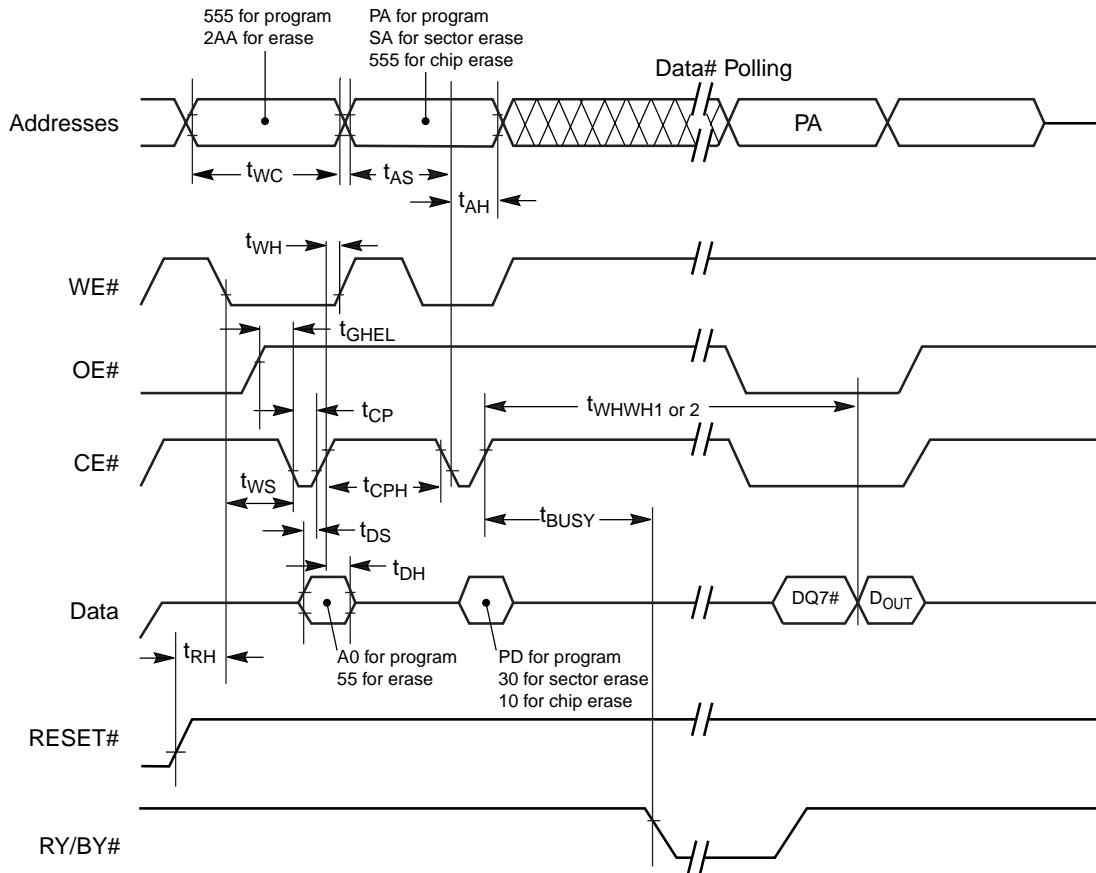 555 for program
2AA for erase
PA for program
SA for sector erase
555 for chip erase
Data# Polling
Addresses
PA
tWC
tAS
tAH
tWH
WE#
tGHEL
OE#
tWHWH1 or 2
tCP
CE#
tWS
tCPH
tBUSY
tDS
tDH
Data
DQ7#
DOUT
tRH
A0 for program
55 for erase
PD for program
30 for sector erase
10 for chip erase
RESET#
RY/BY#